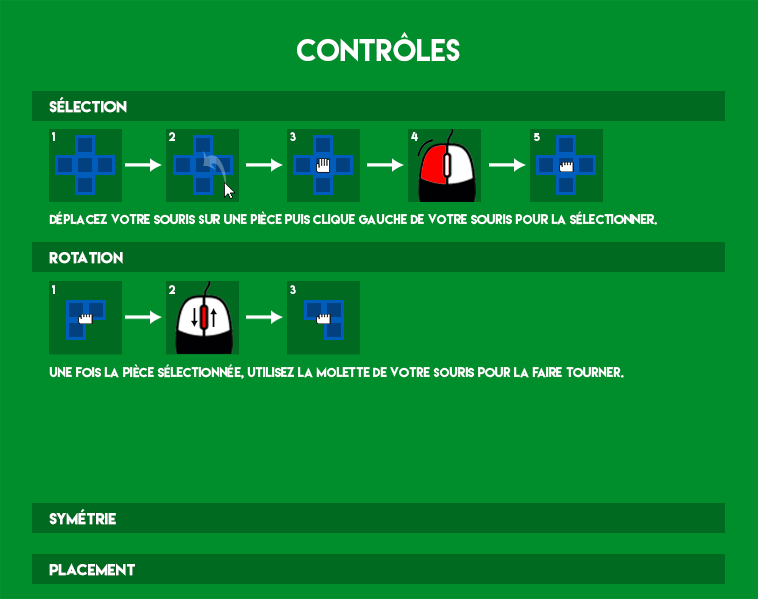 CONTRÔLES
SÉLECTION
1 2 3 4 5
DÉPLACEZ VOTRE SOURIS SUR UNE PIÈCE PUIS CLIQUE GAUCHE DE VOTRE SOURIS POUR LA SÉLECTIONNER.
ROTATION
1 2 3
UNE FOIS LA PIÈCE SÉLECTIONNÉE, UTILISEZ LA MOLETTE DE VOTRE SOURIS POUR LA FAIRE TOURNER.
SYMÉTRIE
PLACEMENT